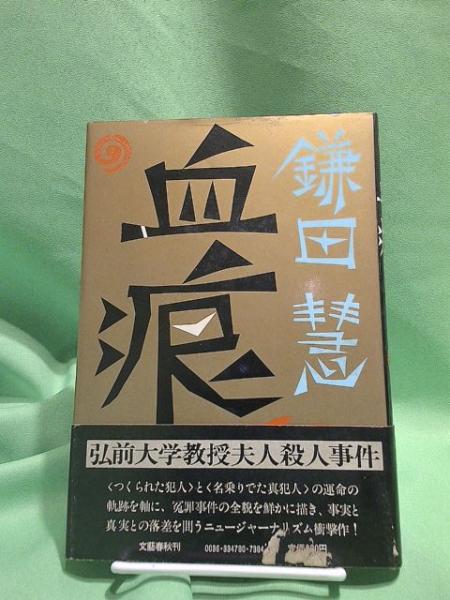 鎌田 慧
血痕
弘前大学教授夫人殺人事件
〈つくられた犯人〉と〈名乗りでた真犯人〉の運命の
軌跡を軸に、冤罪事件の全貌を鮮かに描き、事実と
真実との落差を問うニュージャーナリズム衝撃作!
文藝春秋刊